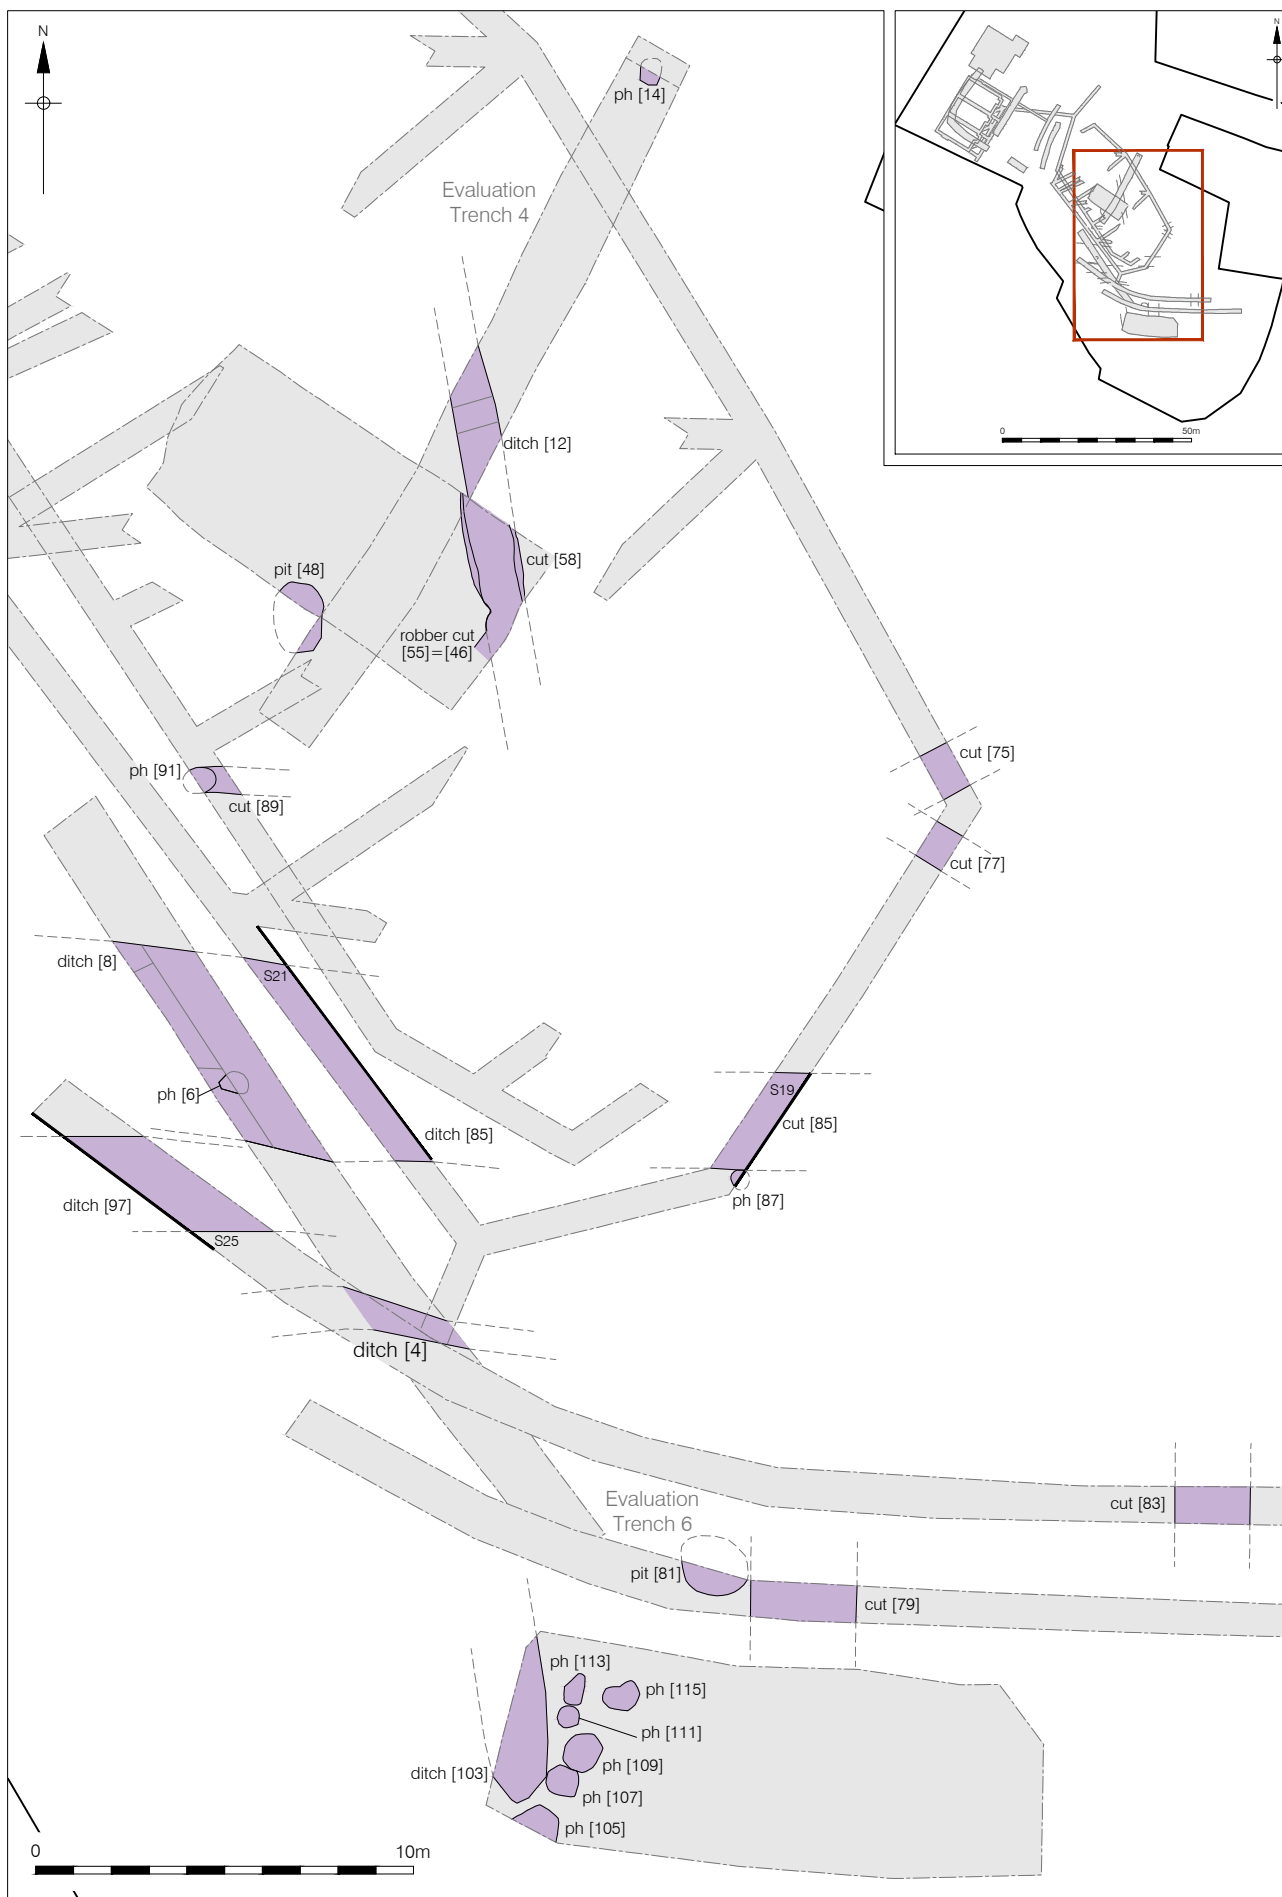 N
ph [14]
Evaluation
Trench 4
N
0
50m
ditch [12]
cut [58]
pit [48]
robber cut
[55]=[46]
cut [75]
ph [91]
cut [89]
cut [77]
ditch [8]
S21
ph [6]
S19
cut [85]
ditch [85]
ditch [97]
ph [87]
S25
ditch [4]
Evaluation
Trench 6
cut [83]
pit [81]
cut [79]
ph [113]
ph [115]
ph [111]
ph [109]
ditch [103]
ph [107]
ph [105]
0
10m